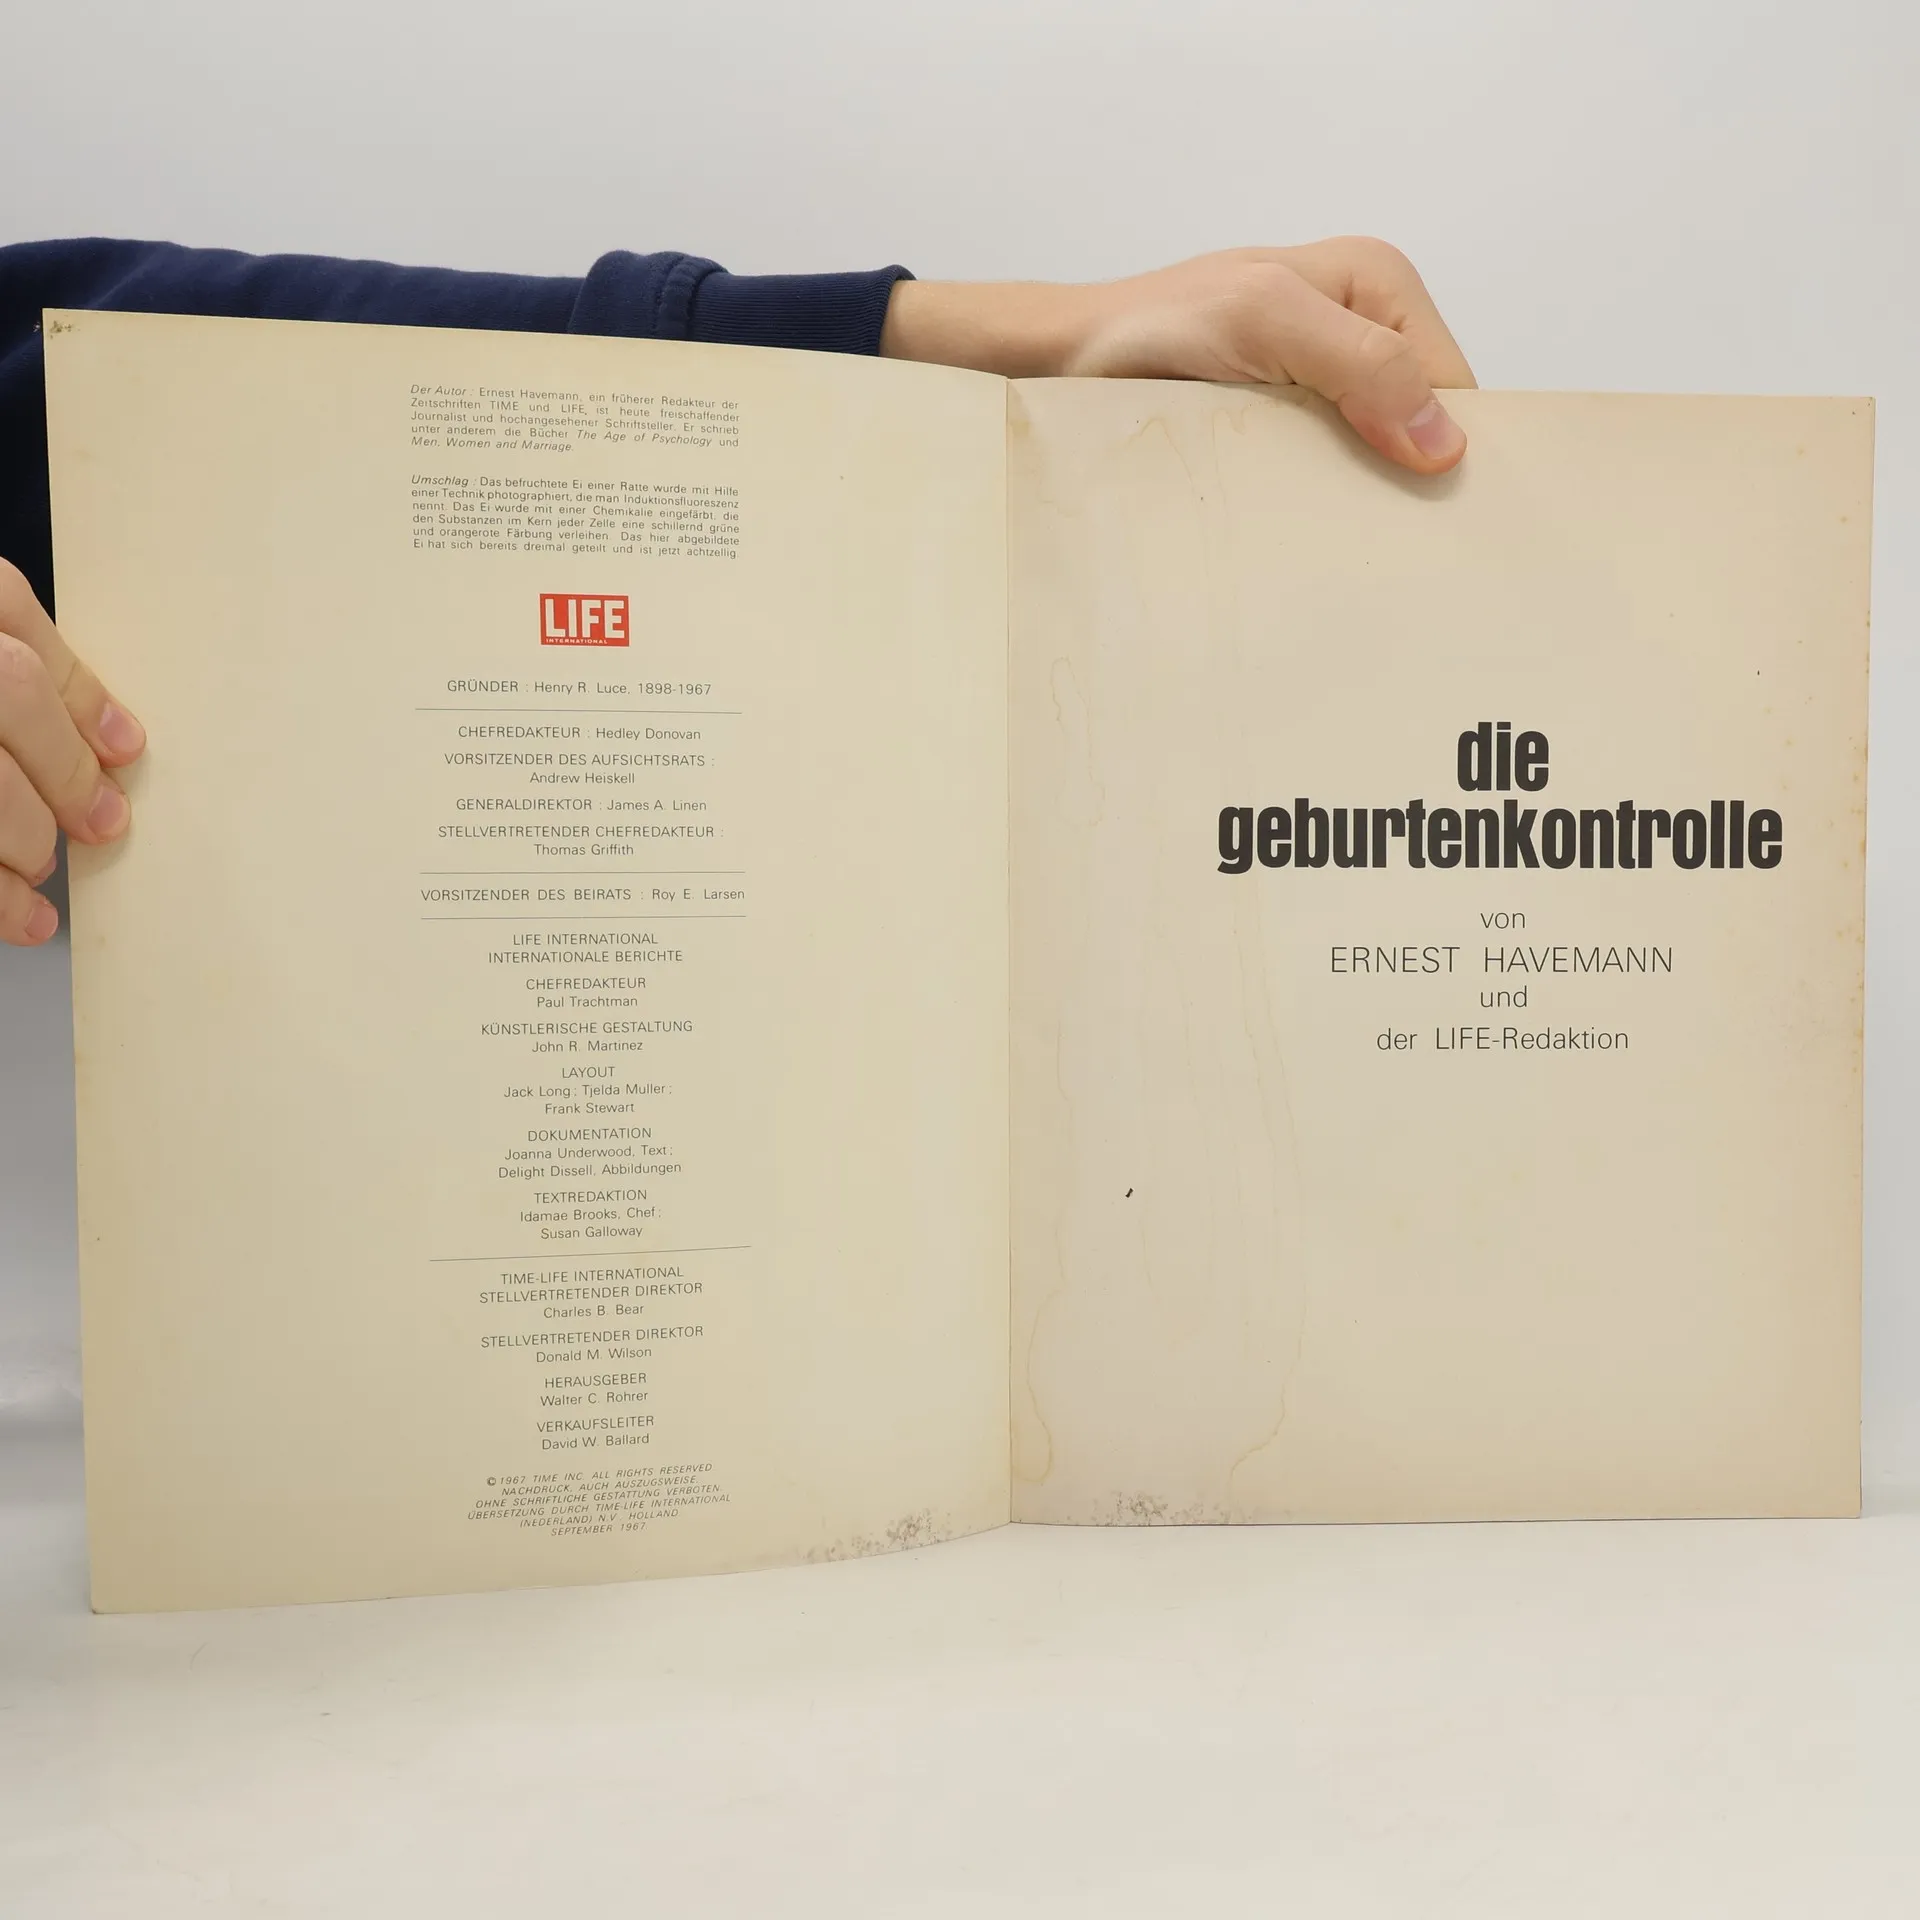 Der Autor : Ernest Havemann, ein früherer Redakteur der
Zeitschriften TIME und LIFE, ist heute freischaffender
Journalist und hochangesehener Schriftsteller. Er schrieb
unter anderem die Bücher The Age of Psychology und
Men, Women and Marriage.
Umschlag : Das befruchtete Ei einer Ratte wurde mit Hilfe
einer Technik photographiert, die man Induktionsfluoreszenz
nennt. Das Ei wurde mit einer Chemikalie eingefärbt, die
den Substanzen im Kern jeder Zelle eine schillernd grüne
und orangerote Färbung verleihen. Das hier abgebildete
Ei hat sich bereits dreimal geteilt und ist jetzt achtzellig.
LIFE
INTERNATIONAL
GRÜNDER : Henry R. Luce, 1898-1967
CHEFREDAKTEUR : Hedley Donovan
VORSITZENDER DES AUFSICHTSRATS :
Andrew Heiskell
GENERALDIREKTOR : James A. Linen
STELLVERTRETENDER CHEFREDAKTEUR :
Thomas Griffith
VORSITZENDER DES BEIRATS : Roy E. Larsen
LIFE INTERNATIONAL
INTERNATIONALE BERICHTE
CHEFREDAKTEUR
Paul Trachtman
KÜNSTLERISCHE GESTALTUNG
John R. Martinez
LAYOUT
Jack Long ; Tjelda Muller ;
Frank Stewart
DOKUMENTATION
Joanna Underwood, Text ;
Delight Dissell, Abbildungen
TEXTREDAKTION
Idamae Brooks, Chef ;
Susan Galloway
TIME-LIFE INTERNATIONAL
STELLVERTRETENDER DIREKTOR
Charles B. Bear
STELLVERTRETENDER DIREKTOR
Donald M. Wilson
HERAUSGEBER
Walter C. Rohrer
VERKAUFSLEITER
David W. Ballard
© 1967 TIME INC. ALL RIGHTS RESERVED.
NACHDRUCK, AUCH AUSZUGSWEISE,
OHNE SCHRIFTLICHE GESTATTUNG VERBOTEN.
ÜBERSETZUNG DURCH TIME-LIFE INTERNATIONAL
(NEDERLAND) N.V. HOLLAND
SEPTEMBER 1967
die
geburtenkontrolle
von
ERNEST HAVEMANN
und
der LIFE-Redaktion